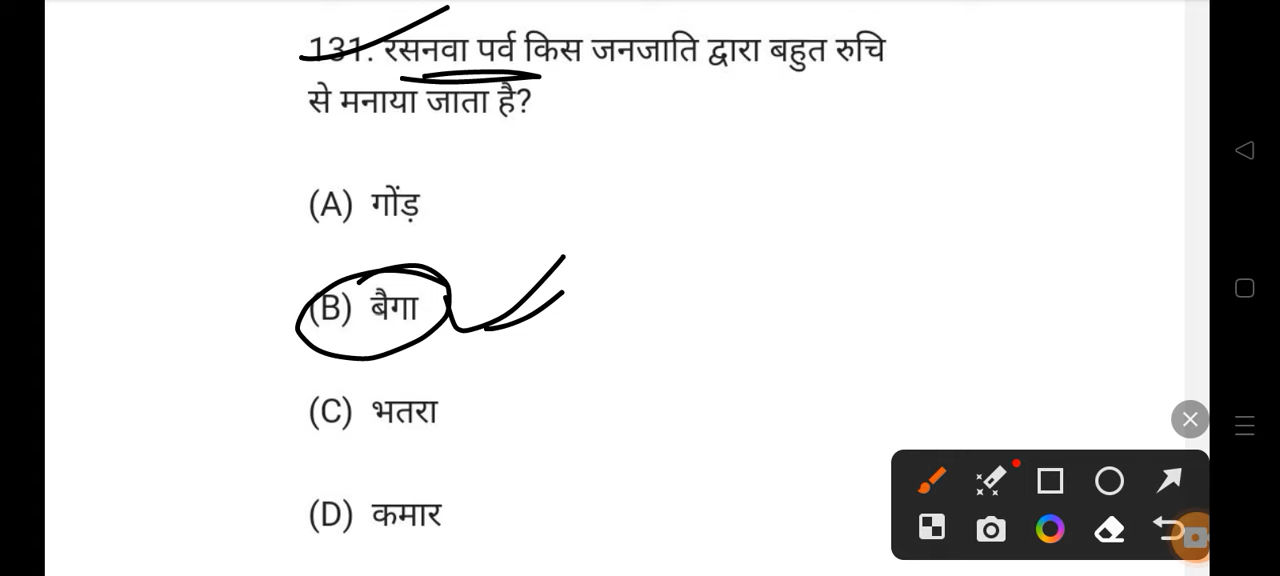 131. रसनवा पर्व किस जनजाति द्वारा बहुत रुचि
से मनाया जाता है?
(A) गोंड़
(B) बैगा
(C) भतरा
(D) कमार